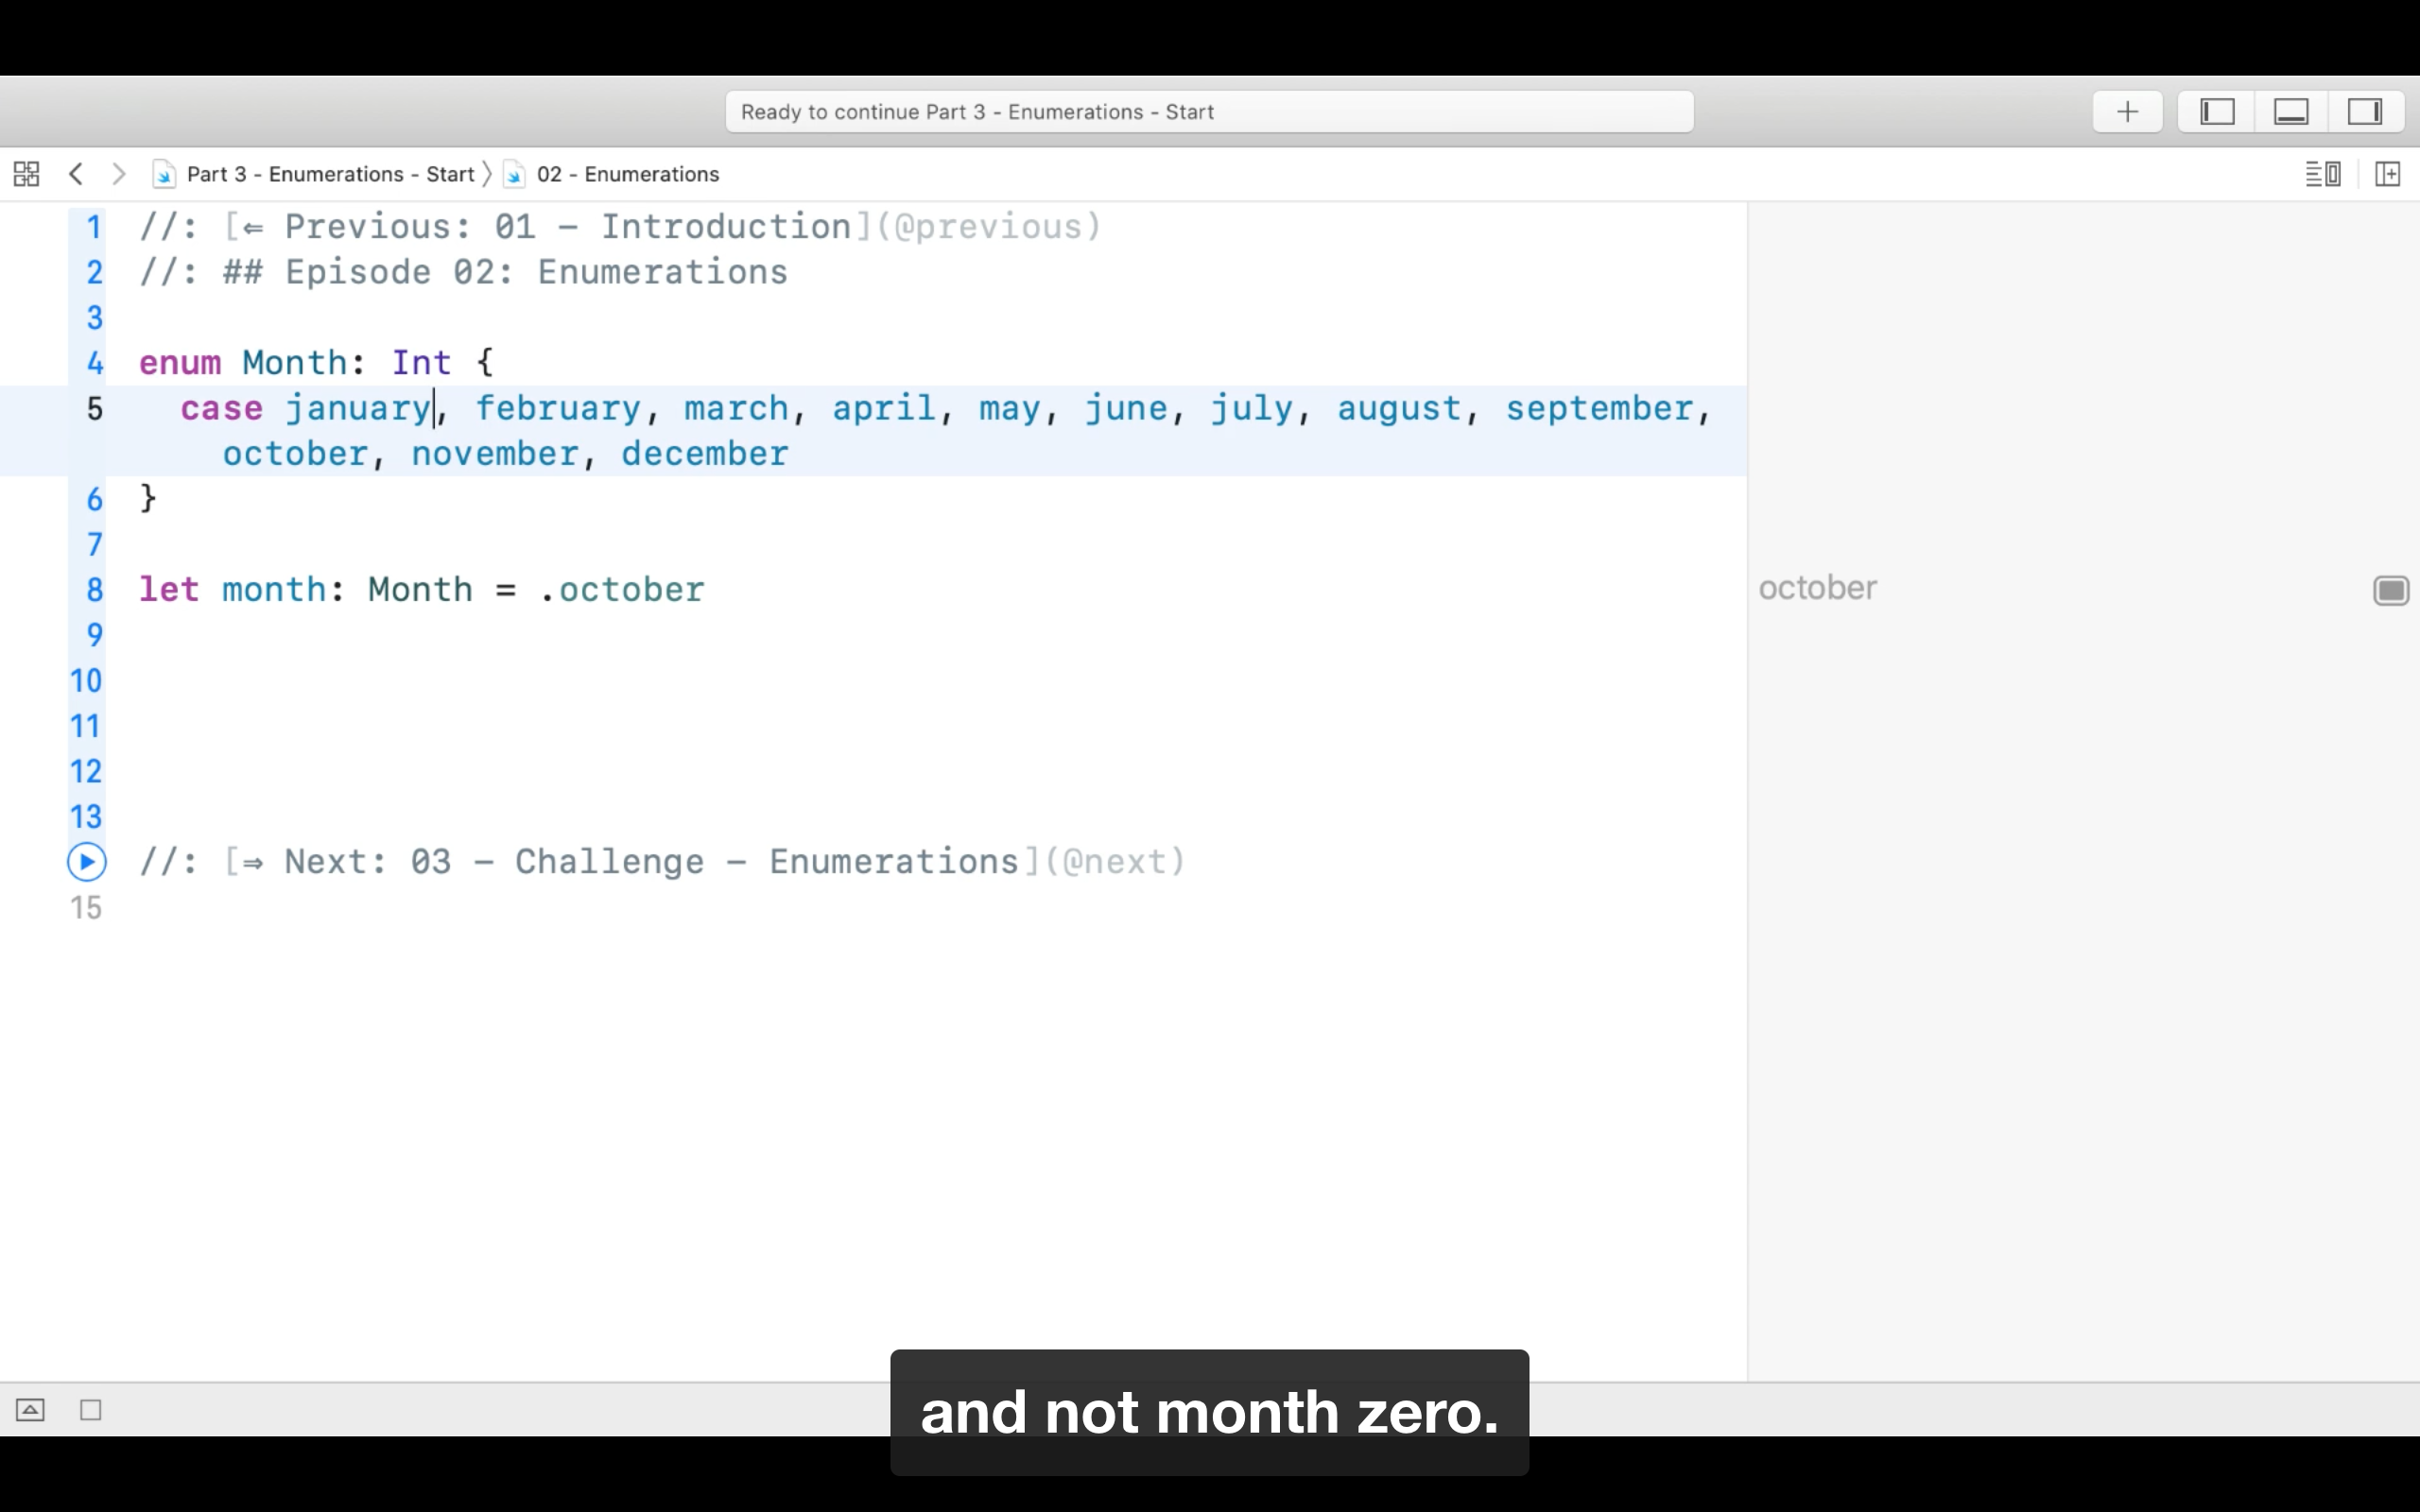 Ready to continue Part 3 - Enumerations - Start
Part 3 - Enumerations - Start 〉 02 - Enumerations
1 //: [⇐ Previous: 01 - Introduction](@previous)
2 //: ## Episode 02: Enumerations
3
4 enum Month: Int {
5 case january, february, march, april, may, june, july, august, september,
october, november, december
6 }
7
8 let month: Month = .october
october
9
10
11
12
13
//: [⇒ Next: 03 - Challenge - Enumerations](@next)
15
and not month zero.